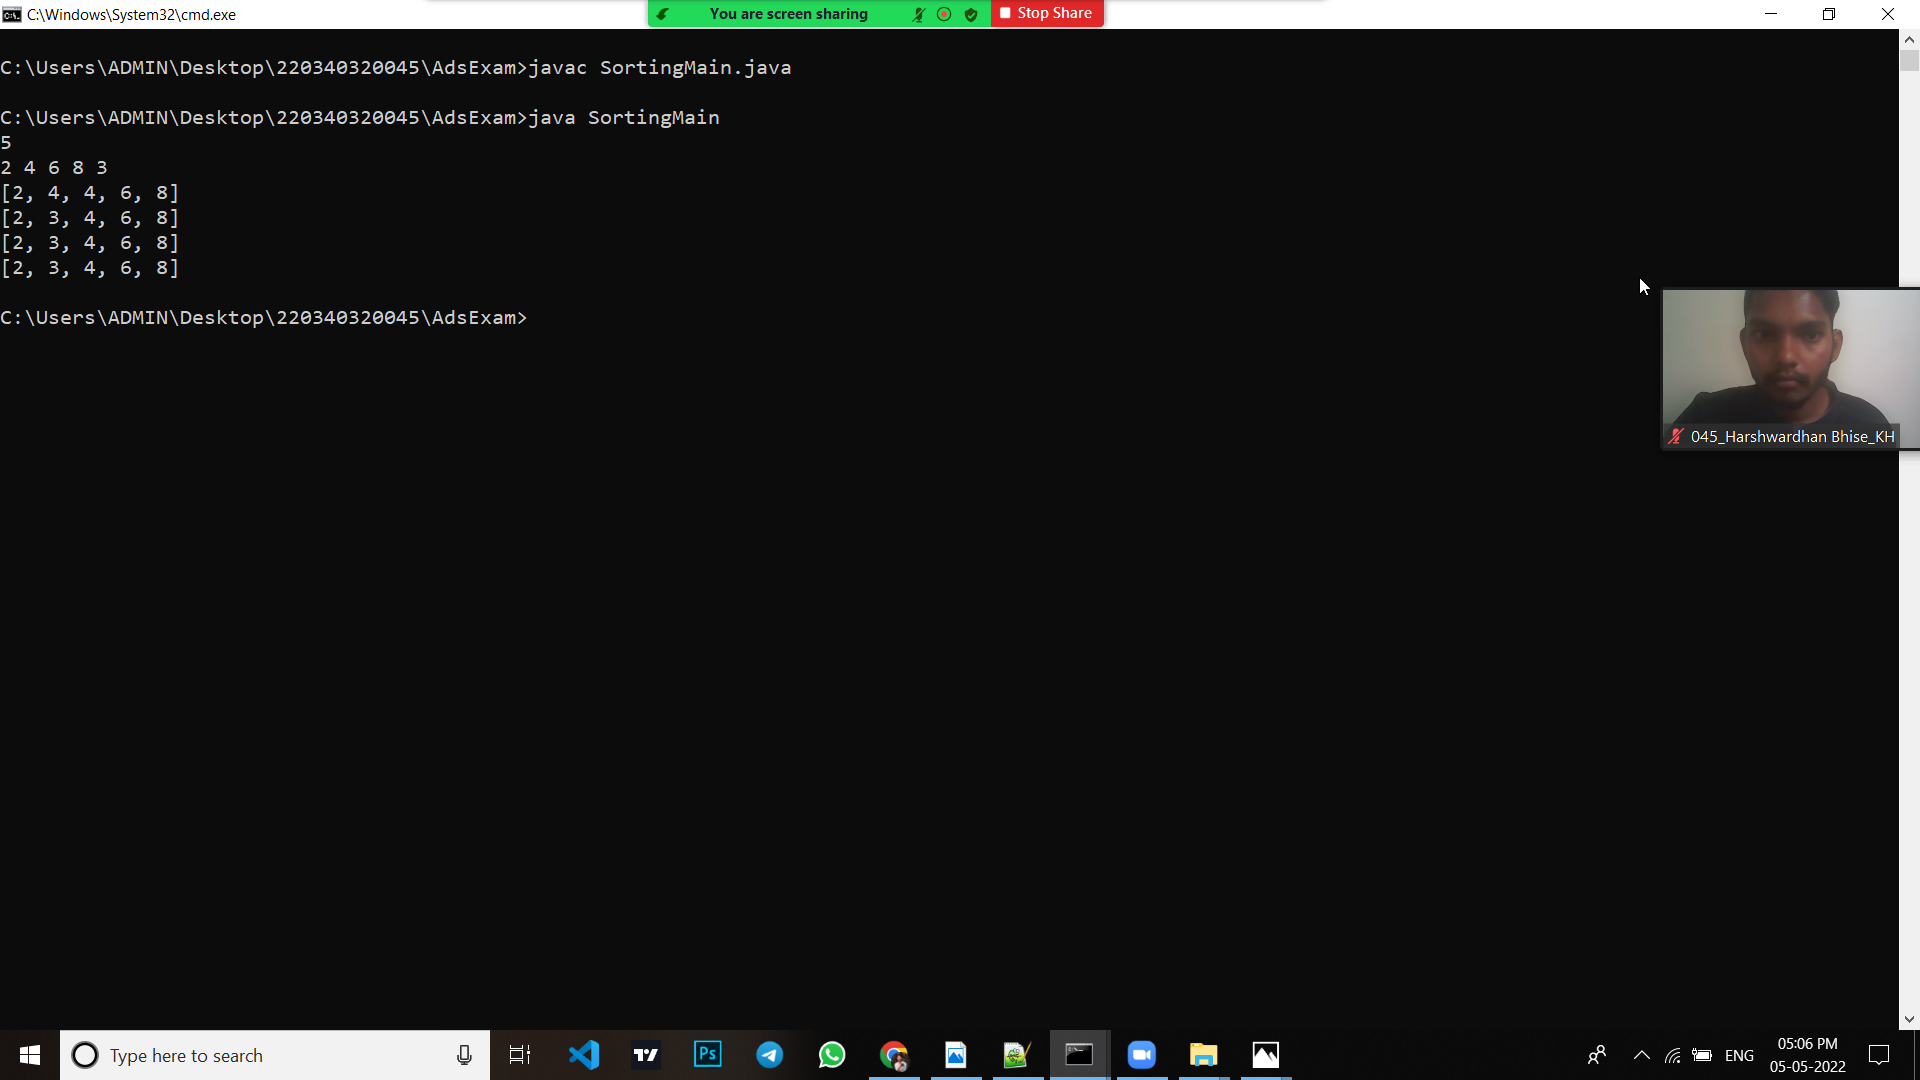 C:\Windows\System32\cmd.exe
You are screen sharing
Stop Share
C:\Users\ADMIN\Desktop\220340320045\AdsExam>javac SortingMain.java
C:\Users\ADMIN\Desktop\220340320045\AdsExam>java SortingMain
5
2 4 6 8 3
[2, 4, 4, 6, 8]
[2, 3, 4, 6, 8]
[2, 3, 4, 6, 8]
[2, 3, 4, 6, 8]
C:\Users\ADMIN\Desktop\220340320045\AdsExam>
045_Harshwardhan Bhise_KH
Type here to search
Ps
ENG
05:06 PM
05-05-2022